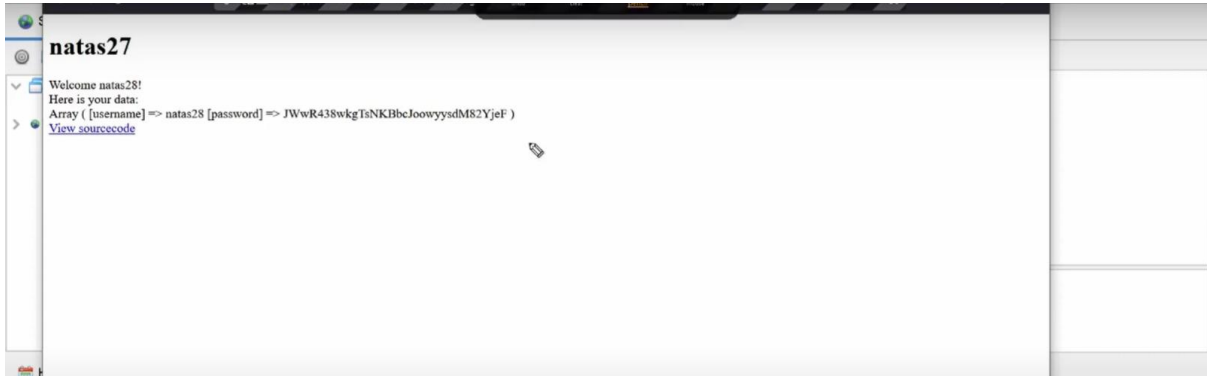 natas27
Welcome natas28!
Here is your data:
Array ( [username] => natas28 [password] => JWwR438wkgTsNKBbcJoowyysdM82YjeF )
View sourcecode